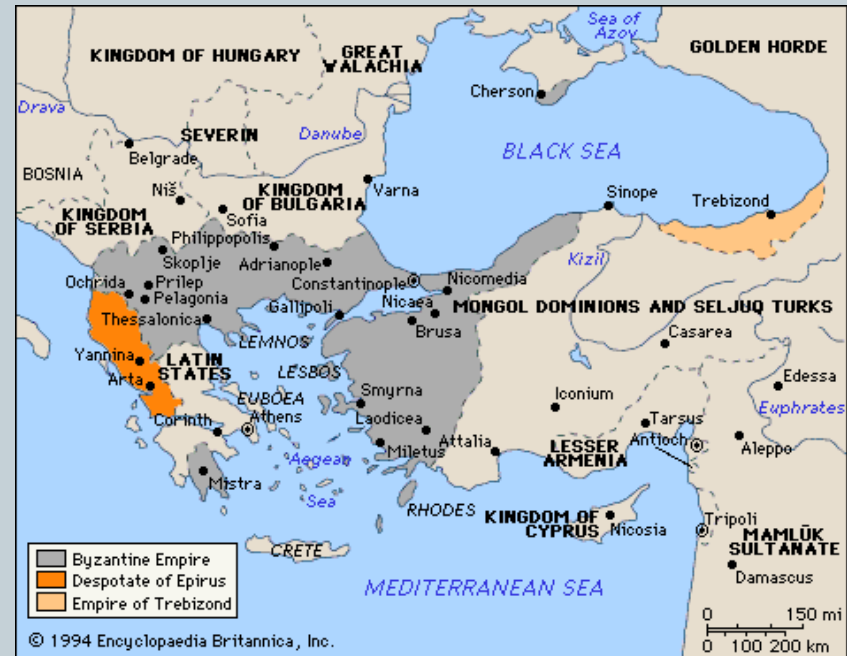 Sea of
Azov
KINGDOM OF HUNGARY
GREAT
WALACHIA
GOLDEN HORDE
Cherson
Drava
SEVERIN
Danube
BLACK SEA
Belgrade
BOSNIA
Niš
KINGDOM
OF BULGARIA
Varna
Sinope
Trebizond
KINGDOM
OF SERBIA
Sofia
Philippopolis
Skoplje
Adrianople
Kizil
Constantinople
Nicomedia
Ochrida
Prilep
Pelagonia
Gallipoli
Nicaea
MONGOL DOMINIONS AND SELJUQ TURKS
Thessalonica
Brusa
LEMNOS
Casarea
Yannina
LATIN
STATES
LESBOS
Edessa
Arta
EUBOEA
Smyrna
Iconium
Euphrates
Athens
Corinth
Laodicea
Tarsus
Antioch
Attalia
LESSER
ARMENIA
Aleppo
Aegean
Sea
Miletus
Mistra
RHODES
KINGDOM OF
CYPRUS
Nicosia
Tripoli
CRETE
MAMLŪK
SULTANATE
Damascus
MEDITERRANEAN SEA
Byzantine Empire
Despotate of Epirus
Empire of Trebizond
0 150 mi
0 100 200 km
© 1994 Encyclopaedia Britannica, Inc.